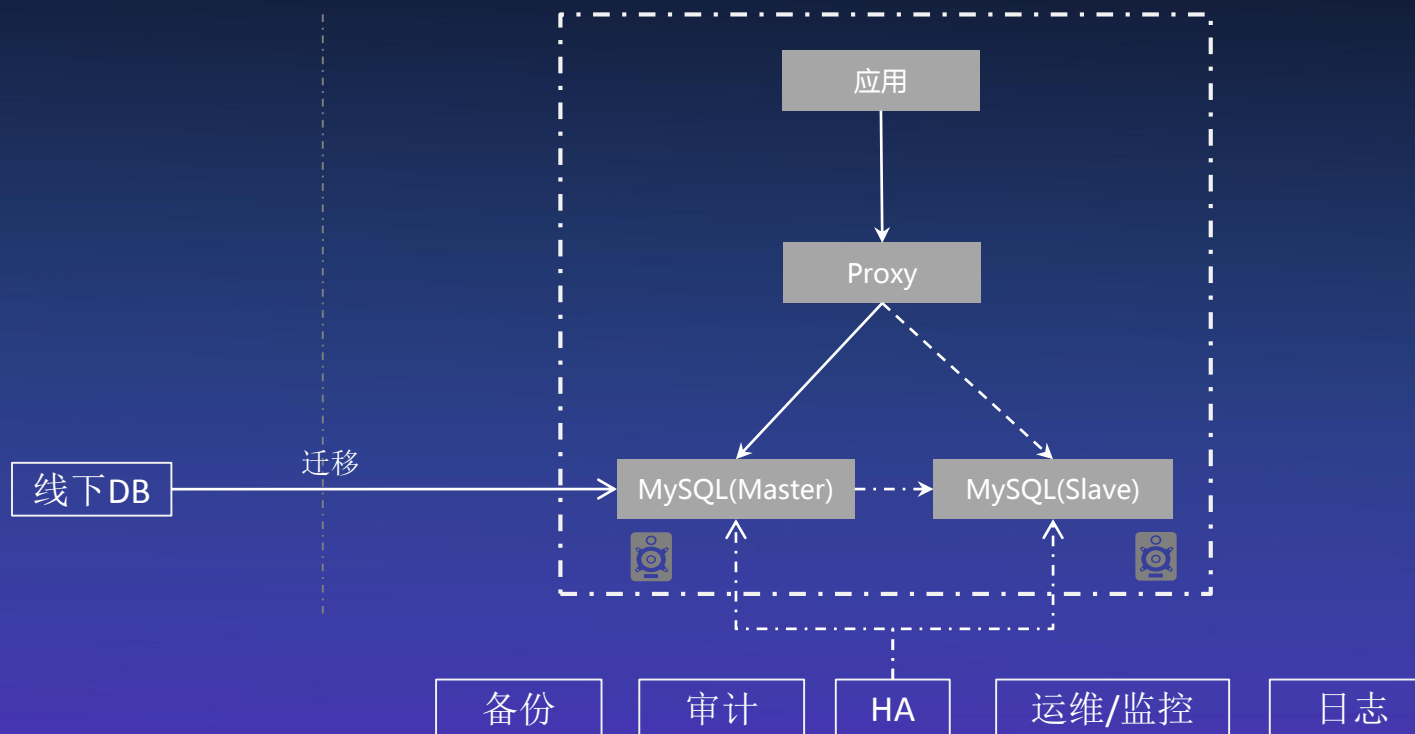 应用
Proxy
迁移
线下DB
MySQL(Master)
MySQL(Slave)
备份
审计
HA
运维/监控
日志